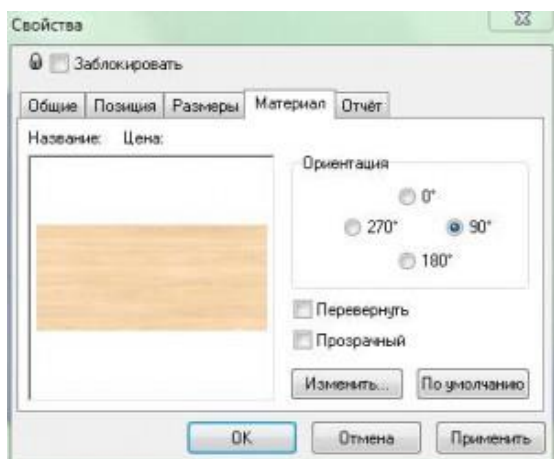 Свойства
Заблокировать
Общие Позиция Размеры Материал Отчёт
Название: Цена:
Ориентация
0°
270° 90°
180°
Перевернуть
Прозрачный
Изменить... По умолчанию
OK Отмена Применить